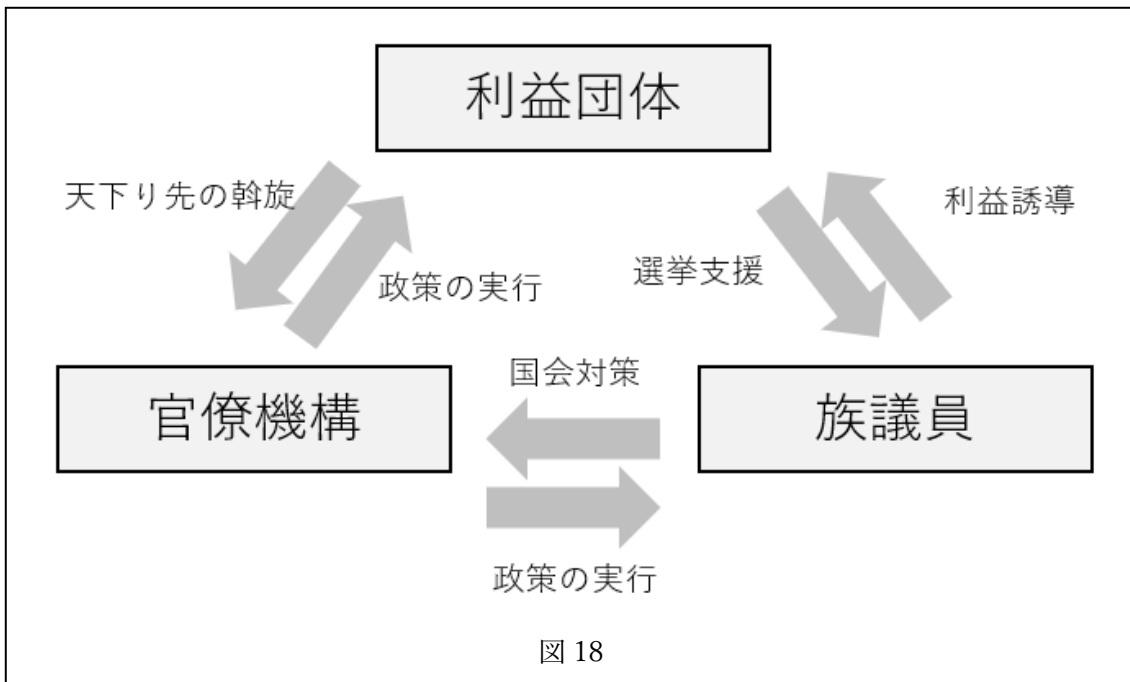 利益団体
天下り先の斡旋
利益誘導
政策の実行
選挙支援
国会対策
官僚機構
族議員
政策の実行
図 18